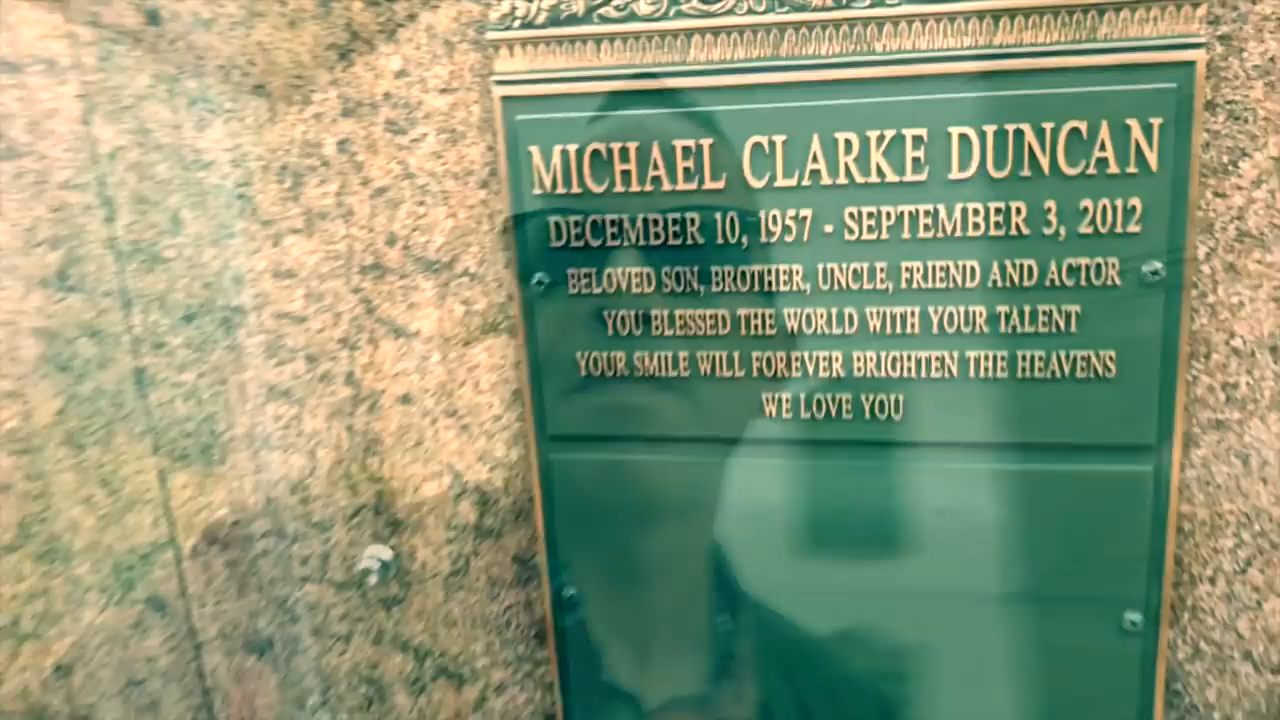 MICHAEL CLARKE DUNCAN
DECEMBER 10, 1957 - SEPTEMBER 3, 2012
BELOVED SON, BROTHER, UNCLE, FRIEND AND ACTOR
YOU BLESSED THE WORLD WITH YOUR TALENT
YOUR SMILE WILL FOREVER BRIGHTEN THE HEAVENS
WE LOVE YOU